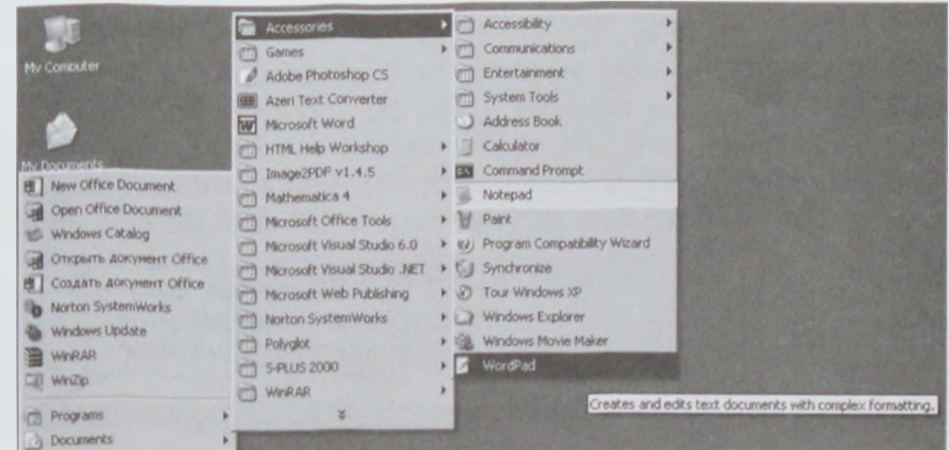 My Computer
My Documents
New Office Document
Open Office Document
Windows Catalog
Открыть документ Office
Создать документ Office
Norton SystemWorks
Windows Update
WinRAR
WinZip
Programs
Documents
Accessories
Games
Adobe Photoshop CS
Azeri Text Converter
Microsoft Word
HTML Help Workshop
Image2PDF v1.4.5
Mathematica 4
Microsoft Office Tools
Microsoft Visual Studio 6.0
Microsoft Visual Studio .NET
Microsoft Web Publishing
Norton SystemWorks
Polyglot
S-PLUS 2000
WinRAR
Accessibility
Communications
Entertainment
System Tools
Address Book
Calculator
Command Prompt
Notepad
Paint
Program Compatibility Wizard
Synchronize
Tour Windows XP
Windows Explorer
Windows Movie Maker
WordPad
Creates and edits text documents with complex formatting.